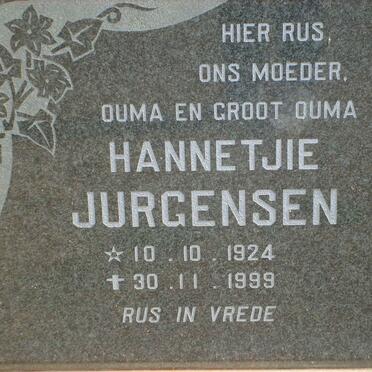 HIER RUS,
ONS MOEDER,
OUMA EN GROOT OUMA
HANNETJIE
JURGENSEN
☆ 10 . 10 . 1924
✝ 30 . 11 . 1999
RUS IN VREDE